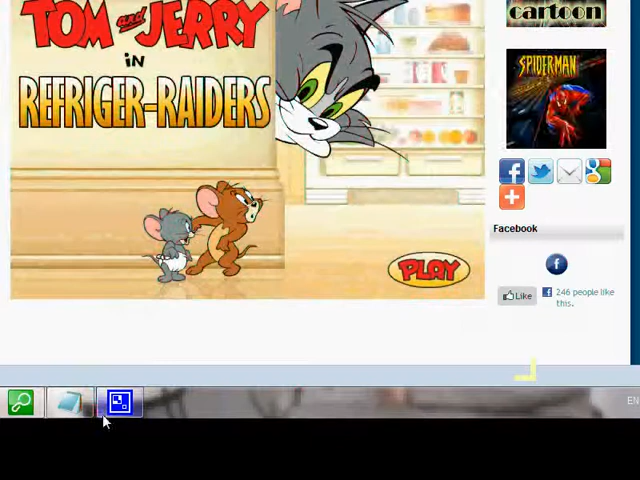 TOM and JERRY
in
REFRIGER-RAIDERS
PLAY
cartoon
SPIDERMAN
Facebook
Like
246 people like
this.
EN